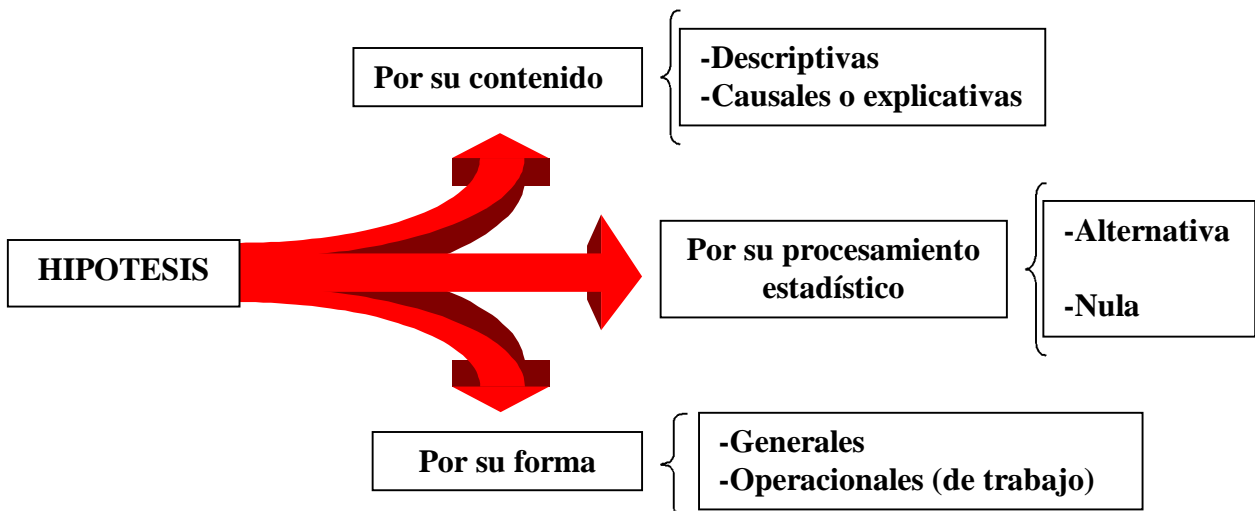 Por su contenido
-Descriptivas
-Causales o explicativas
HIPOTESIS
Por su procesamiento
estadístico
-Alternativa
-Nula
Por su forma
-Generales
-Operacionales (de trabajo)